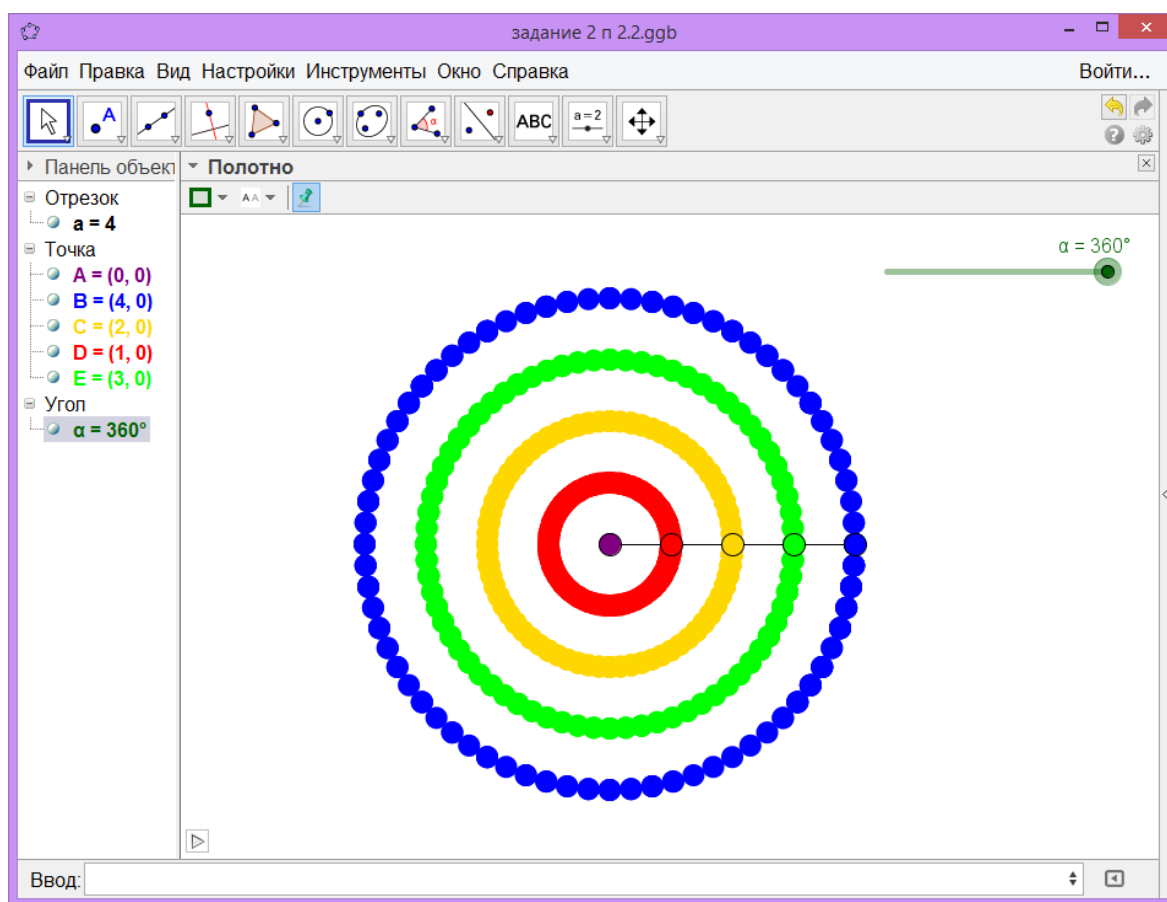 задание 2 п 2.2.ggb
Файл Правка Вид Настройки Инструменты Окно Справка Войти...
A α ABC a=2
Панель объект Полотно
Отрезок
a = 4
Точка
A = (0, 0)
B = (4, 0)
C = (2, 0)
D = (1, 0)
E = (3, 0)
Угол
α = 360°
A A
α = 360°
Ввод: